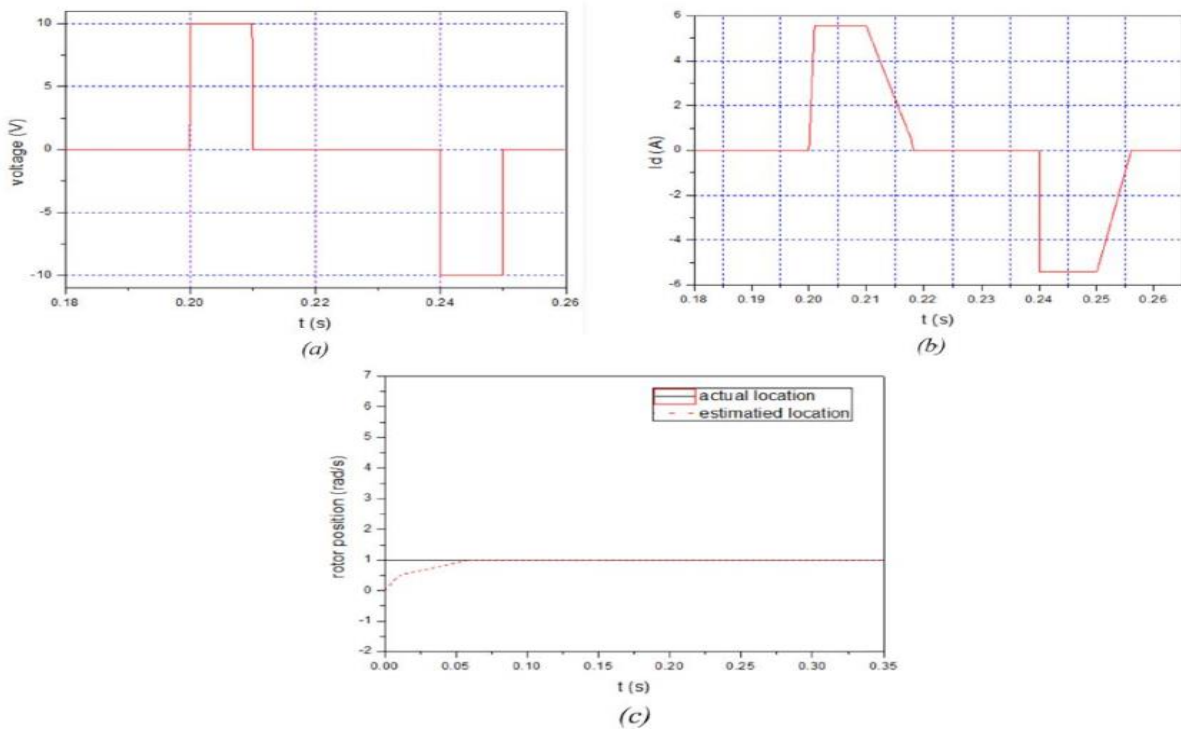 10
5
0
-5
-10
voltage (V)
0.18 0.20 0.22 0.24 0.26
t (s)
(a)
6
4
2
0
-2
-4
-6
Id (A)
0.18 0.19 0.20 0.21 0.22 0.23 0.24 0.25 0.26
t (s)
(b)
7
6
5
4
3
2
1
0
-1
-2
rotor position (rad/s)
actual location
estimatied location
0.00 0.05 0.10 0.15 0.20 0.25 0.30 0.35
t (s)
(c)